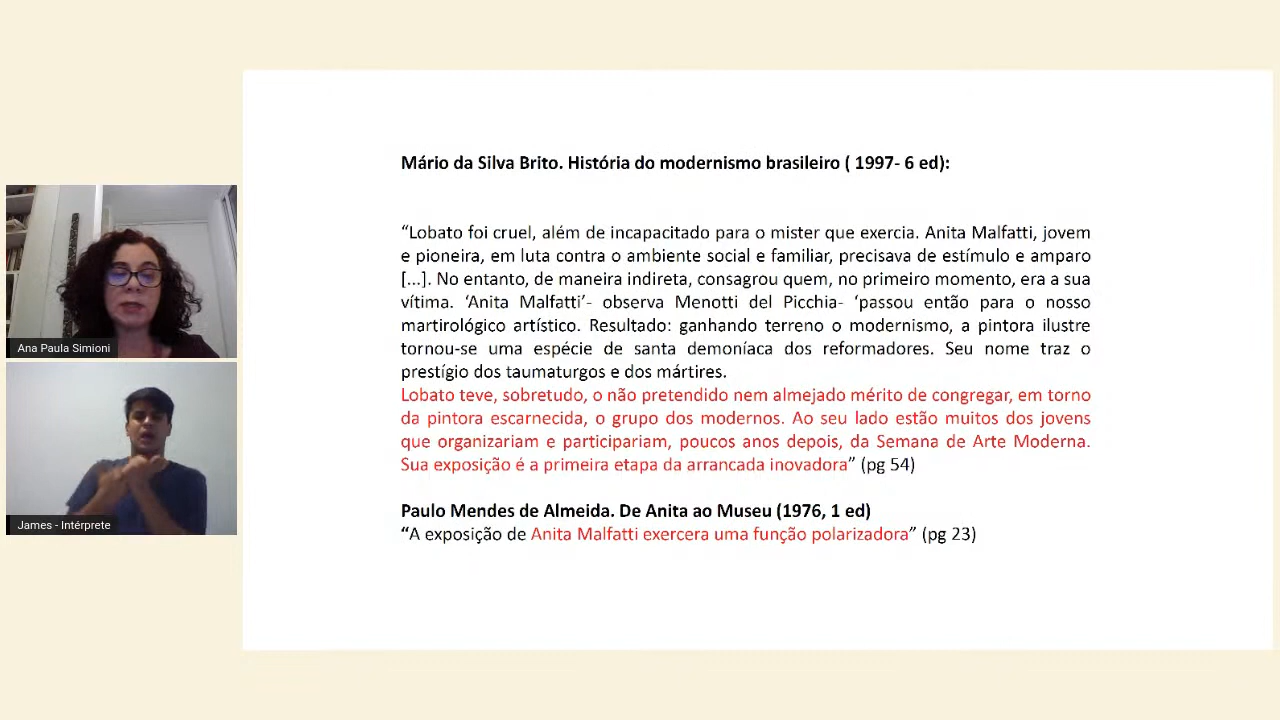 Mário da Silva Brito. História do modernismo brasileiro ( 1997- 6 ed):
“Lobato foi cruel, além de incapacitado para o mister que exercia. Anita Malfatti, jovem
e pioneira, em luta contra o ambiente social e familiar, precisava de estímulo e amparo
[...]. No entanto, de maneira indireta, consagrou quem, no primeiro momento, era a sua
vítima. ‘Anita Malfatti’- observa Menotti del Picchia- ‘passou então para o nosso
martirológico artístico. Resultado: ganhando terreno o modernismo, a pintora ilustre
tornou-se uma espécie de santa demoníaca dos reformadores. Seu nome traz o
prestígio dos taumaturgos e dos mártires.
Lobato teve, sobretudo, o não pretendido nem almejado mérito de congregar, em torno
da pintora escarnecida, o grupo dos modernos. Ao seu lado estão muitos dos jovens
que organizariam e participariam, poucos anos depois, da Semana de Arte Moderna.
Sua exposição é a primeira etapa da arrancada inovadora” (pg 54)
Paulo Mendes de Almeida. De Anita ao Museu (1976, 1 ed)
“A exposição de Anita Malfatti exercera uma função polarizadora” (pg 23)
Ana Paula Simioni
James - Intérprete